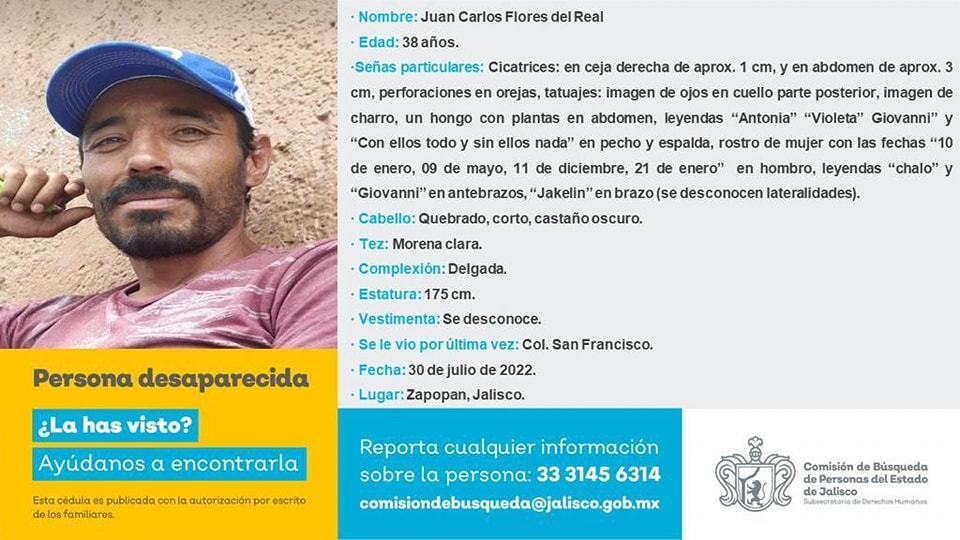 · Nombre: Juan Carlos Flores del Real
· Edad: 38 años.
·Señas particulares: Cicatrices: en ceja derecha de aprox. 1 cm, y en abdomen de aprox. 3
cm, perforaciones en orejas, tatuajes: imagen de ojos en cuello parte posterior, imagen de
charro, un hongo con plantas en abdomen, leyendas “Antonia” “Violeta” Giovanni” y
“Con ellos todo y sin ellos nada” en pecho y espalda, rostro de mujer con las fechas “10
de enero, 09 de mayo, 11 de diciembre, 21 de enero” en hombro, leyendas “chalo” y
“Giovanni” en antebrazos, “Jakelin” en brazo (se desconocen lateralidades).
· Cabello: Quebrado, corto, castaño oscuro.
· Tez: Morena clara.
· Complexión: Delgada.
· Estatura: 175 cm.
· Vestimenta: Se desconoce.
· Se le vio por última vez: Col. San Francisco.
· Fecha: 30 de julio de 2022.
· Lugar: Zapopan, Jalisco.
Persona desaparecida
¿La has visto?
Ayúdanos a encontrarla
Esta cédula es publicada con la autorización por escrito
de los familiares.
Reporta cualquier información
sobre la persona: 33 3145 6314
comisiondebusqueda@jalisco.gob.mx
Comisión de Búsqueda
de Personas del Estado
de Jalisco
Subsecretaría de Derechos Humanos